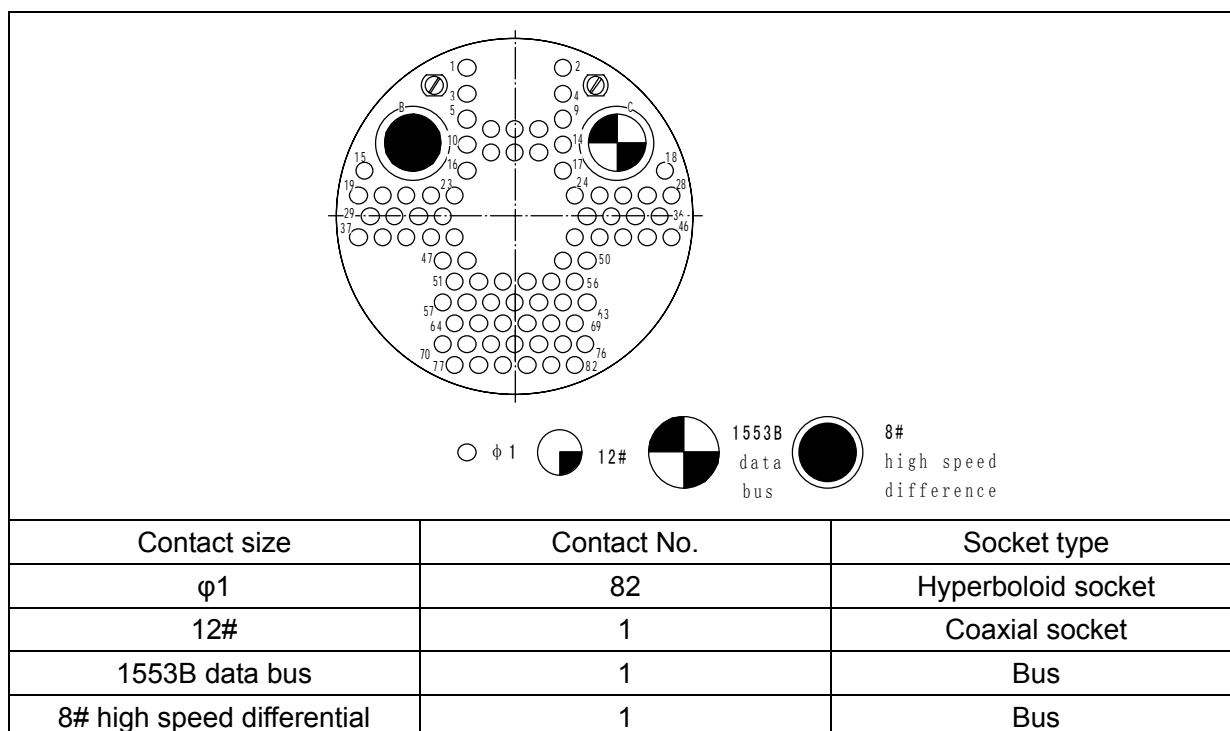 1 2
3 4
B 5 9 C
10 14
15 16 17 18
19 23 24 28
29 36
37 46
47 50
51 56
57 63
64 69
70 76
77 82
φ1 12# 1553B data bus 8# high speed difference
Contact size Contact No. Socket type
φ1 82 Hyperboloid socket
12# 1 Coaxial socket
1553B data bus 1 Bus
8# high speed differential 1 Bus